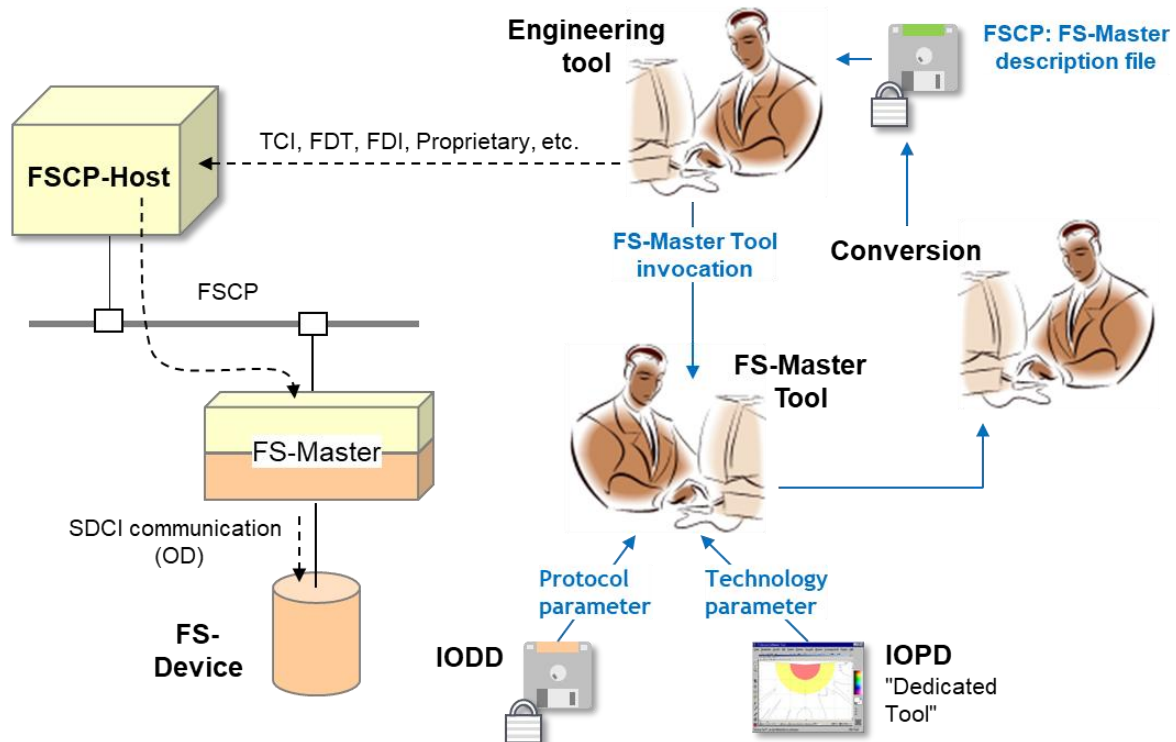 Engineering
tool
FSCP: FS-Master
description file
TCI, FDT, FDI, Proprietary, etc.
FSCP-Host
FS-Master Tool
invocation
Conversion
FSCP
FS-Master
Tool
FS-Master
SDCI communication
(OD)
Protocol
parameter
Technology
parameter
FS-
Device
IODD
IOPD
"Dedicated
Tool"